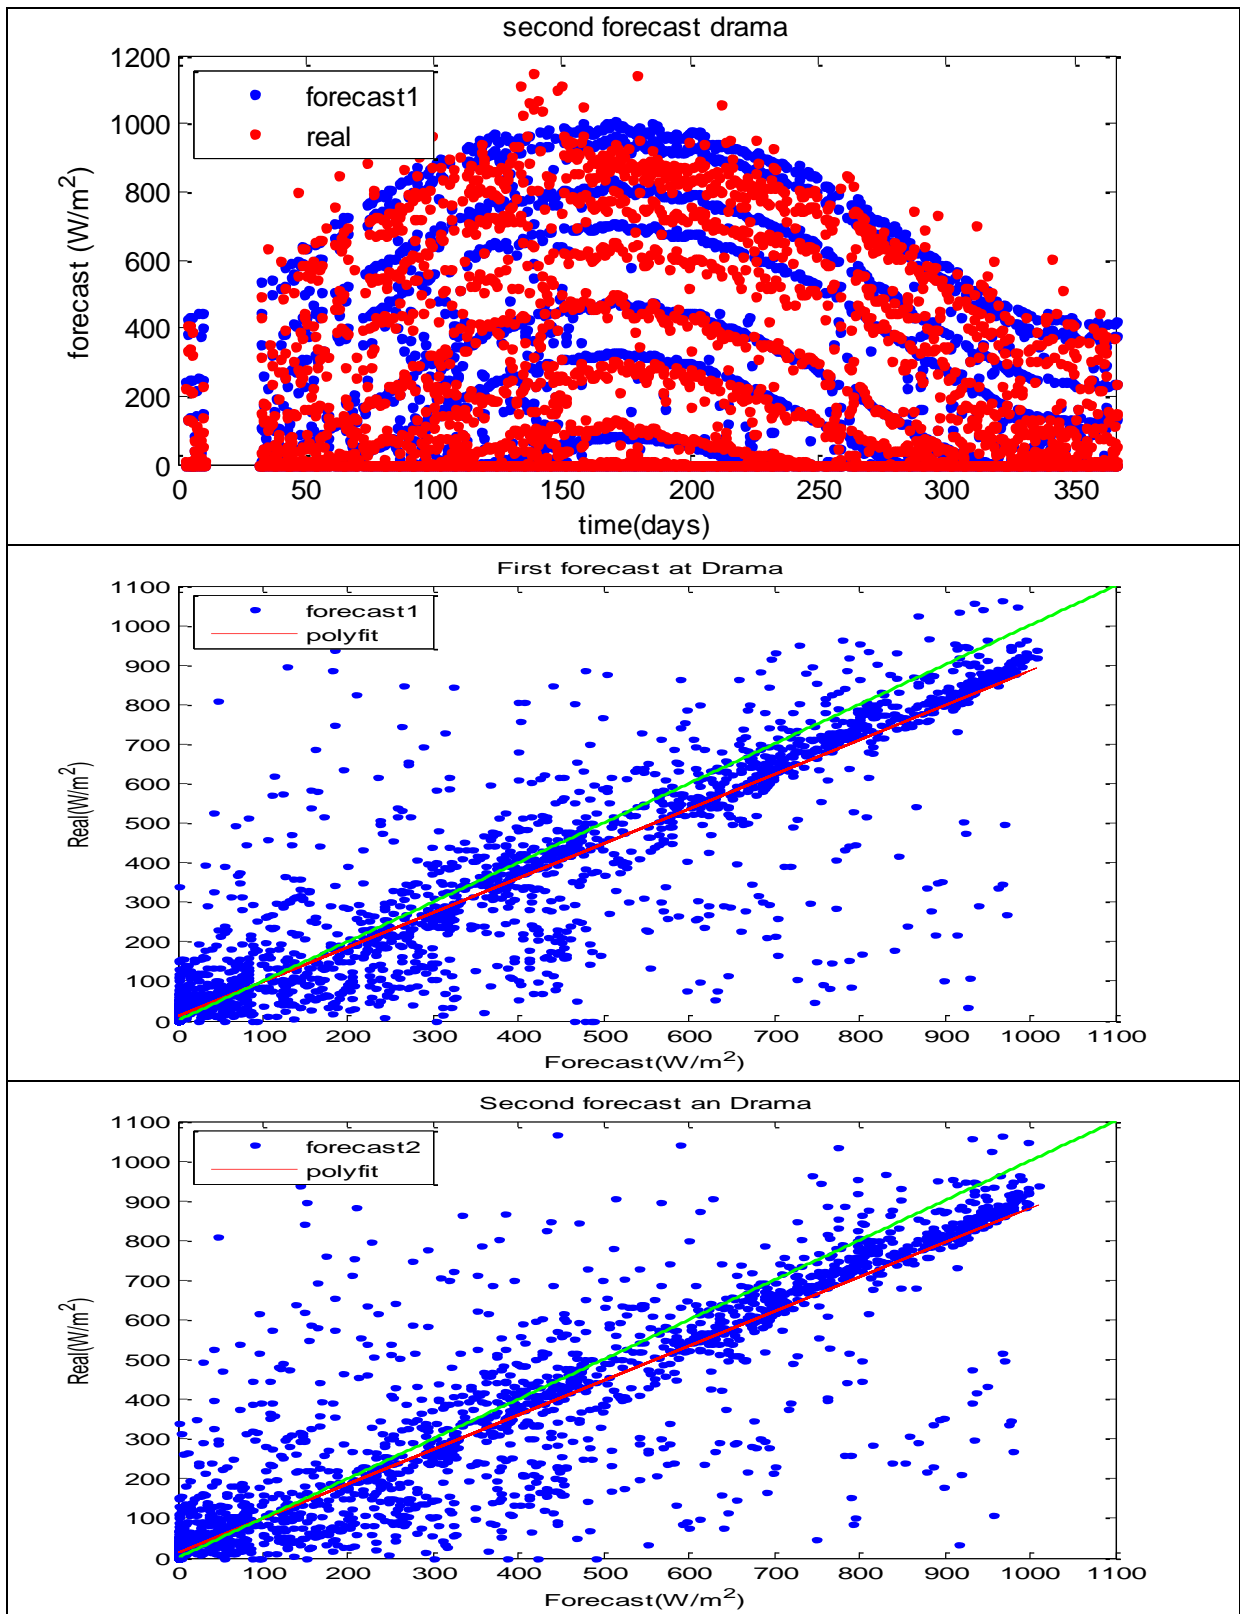 second forecast drama
1200
1000
800
600
400
200
0
forecast (W/m²)
forecast1
real
0 50 100 150 200 250 300 350
time(days)
First forecast at Drama
1100
1000
900
800
700
600
500
400
300
200
100
0
Real(W/m²)
forecast1
polyfit
0 100 200 300 400 500 600 700 800 900 1000 1100
Forecast(W/m²)
Second forecast an Drama
1100
1000
900
800
700
600
500
400
300
200
100
0
Real(W/m²)
forecast2
polyfit
0 100 200 300 400 500 600 700 800 900 1000 1100
Forecast(W/m²)